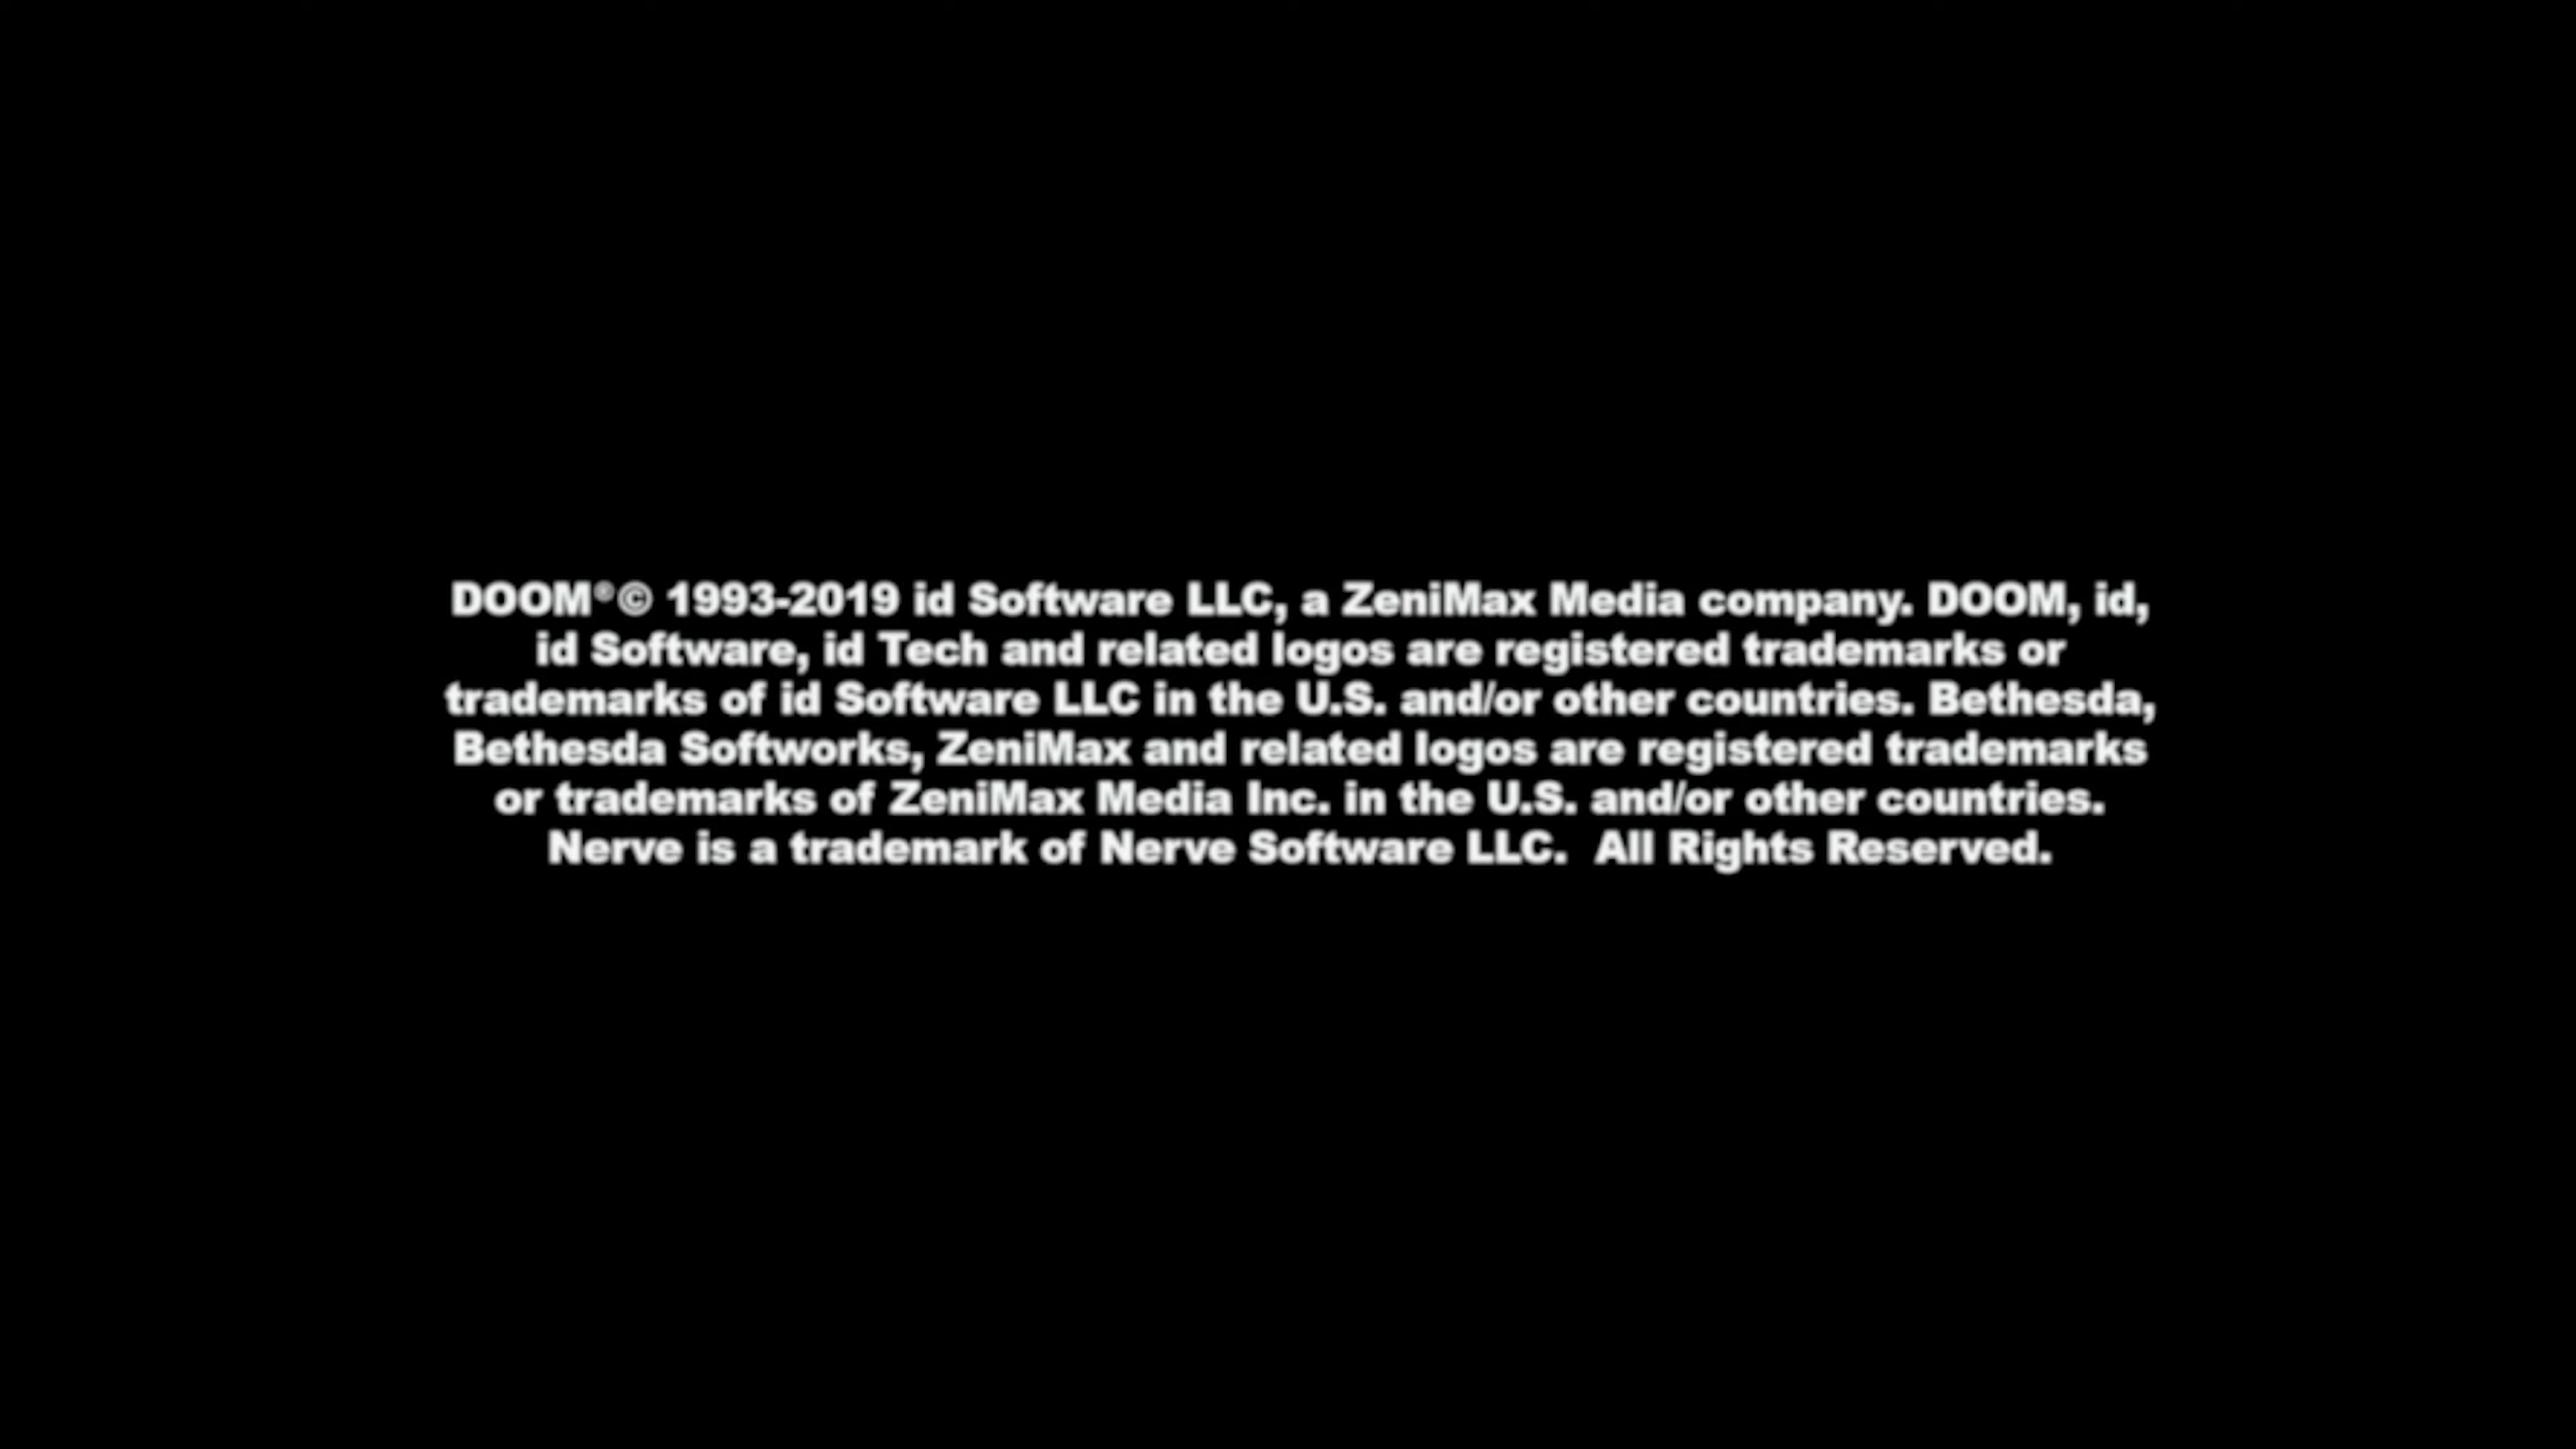 DOOM®© 1993-2019 id Software LLC, a ZeniMax Media company. DOOM, id,
id Software, id Tech and related logos are registered trademarks or
trademarks of id Software LLC in the U.S. and/or other countries. Bethesda,
Bethesda Softworks, ZeniMax and related logos are registered trademarks
or trademarks of ZeniMax Media Inc. in the U.S. and/or other countries.
Nerve is a trademark of Nerve Software LLC.  All Rights Reserved.